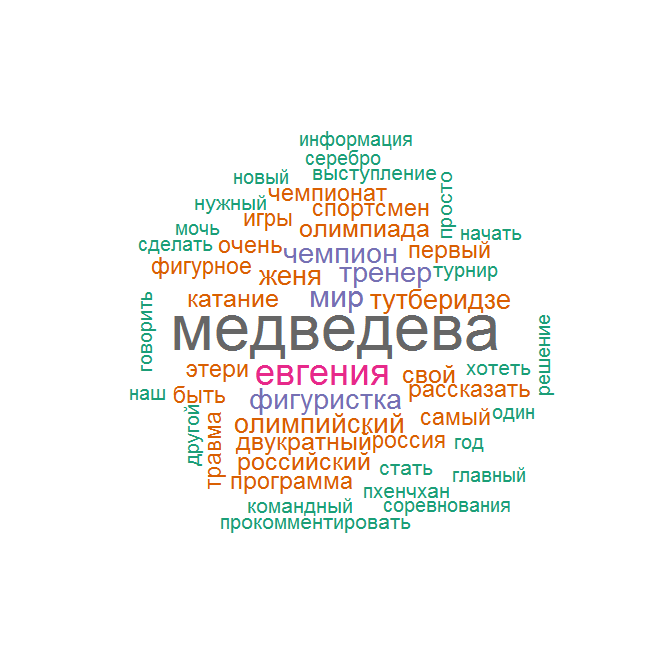 информация
серебро
новый
выступление
чемпионат
нужный
спортсмен
просто
игры
мочь
олимпиада
начать
сделать
очень
чемпион
первый
фигурное
женя
тренер
турнир
катание
мир
тутберидзе
говорить
медведева
решение
этери
евгения
свой
хотеть
наш
быть
фигуристка
рассказать
другой
травма
олимпийский
самый
один
двукратный
россия
год
российский
стать
главный
программа
пхенчхан
командный
соревнования
прокомментировать